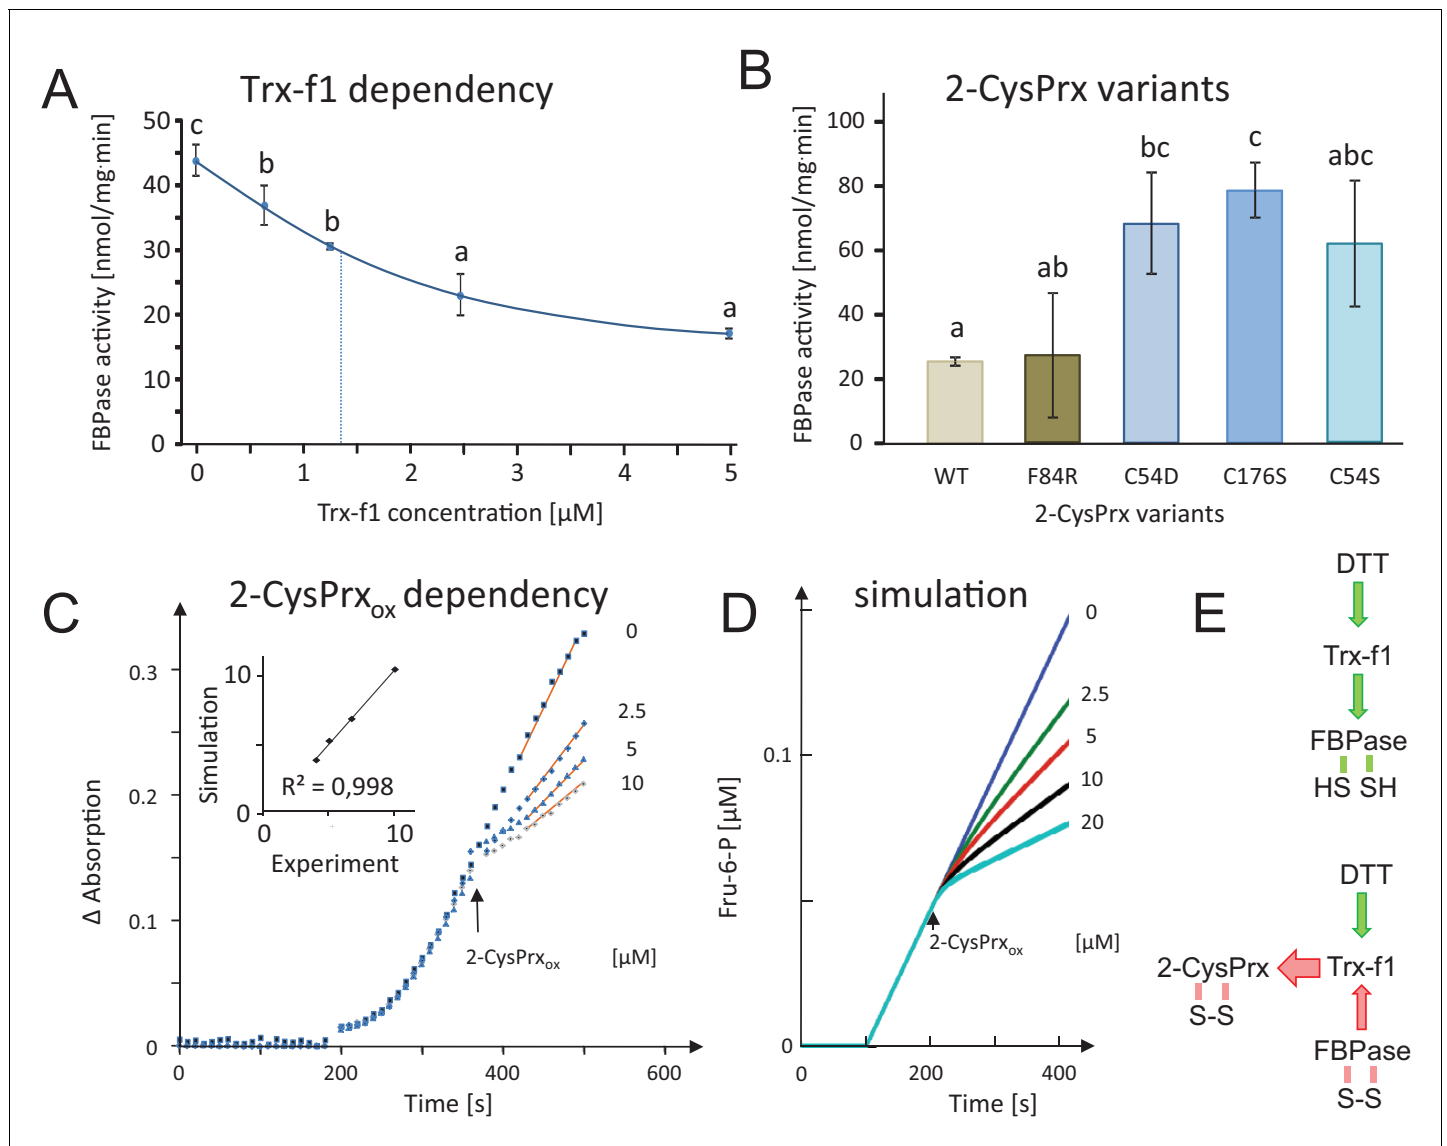 A
Trx-f1 dependency
FBPase activity [nmol/mg·min]
50
40
30
20
10
0
c
b
b
a
a
0 1 2 3 4 5
Trx-f1 concentration [µM]
B
2-CysPrx variants
FBPase activity [nmol/mg·min]
100
80
60
40
20
0
a
ab
bc
c
abc
WT F84R C54D C176S C54S
2-CysPrx variants
C
2-CysPrxox dependency
Δ Absorption
0.3
0.2
0.1
0
Simulation
10
0
R² = 0,998
0 10
Experiment
0
2.5
5
10
2-CysPrxox [µM]
0 200 400 600
Time [s]
D
simulation
Fru-6-P [µM]
0.1
0
0
2.5
5
10
20
2-CysPrxox [µM]
0 200 400
Time [s]
E
DTT
Trx-f1
FBPase
HS SH
DTT
2-CysPrx Trx-f1
S-S
FBPase
S-S